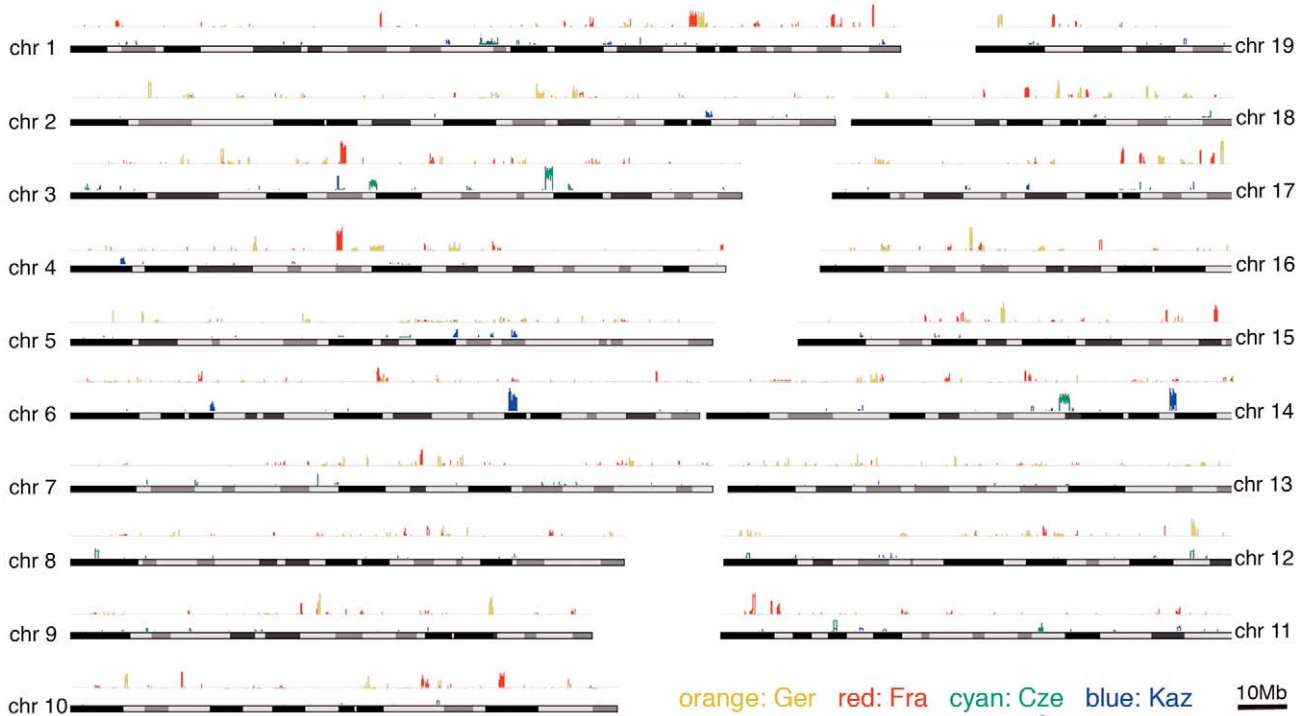 chr 1
chr 19
chr 2
chr 18
chr 3
chr 17
chr 4
chr 16
chr 5
chr 15
chr 6
chr 14
chr 7
chr 13
chr 8
chr 12
chr 9
chr 11
chr 10
orange: Ger red: Fra cyan: Cze blue: Kaz
10Mb